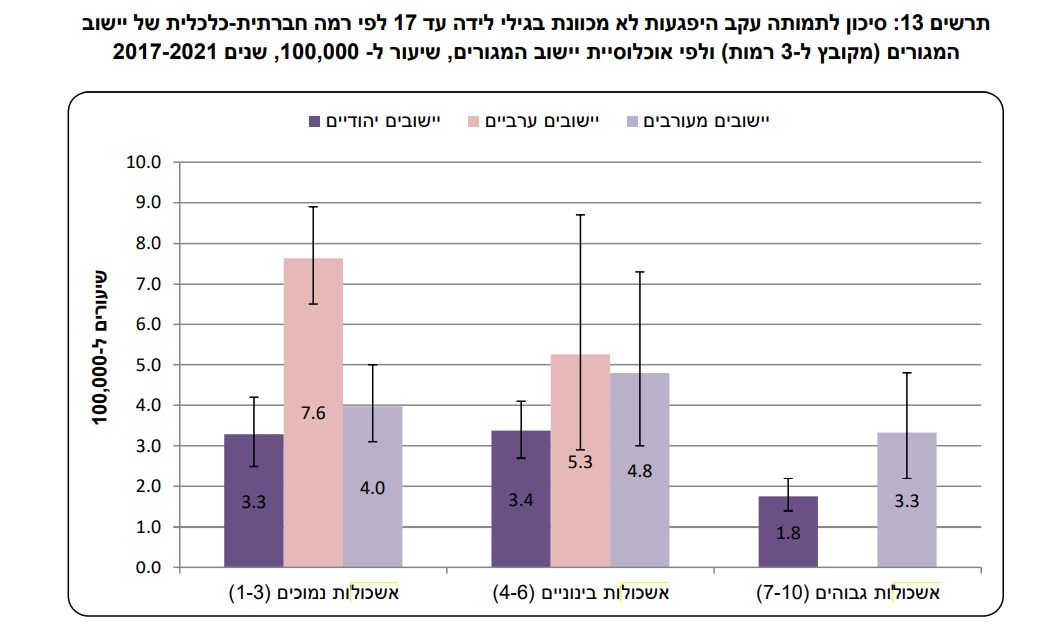 תרשים 13: סיכון לתמותה עקב היפגעות לא מכוונת בגילי לידה עד 17 לפי רמה חברתית-כלכלית של יישוב
המגורים (מקובץ ל-3 רמות) ולפי אוכלוסיית יישוב המגורים, שיעור ל- 100,000, שנים 2017-2021
יישובים יהודיים
יישובים ערביים
יישובים מעורבים
שיעורים ל-100,000
10.0
9.0
8.0
7.0
6.0
5.0
4.0
3.0
2.0
1.0
0.0
3.3
7.6
4.0
3.4
5.3
4.8
1.8
3.3
אשכולות נמוכים (1-3)
אשכולות בינוניים (4-6)
אשכולות גבוהים (7-10)